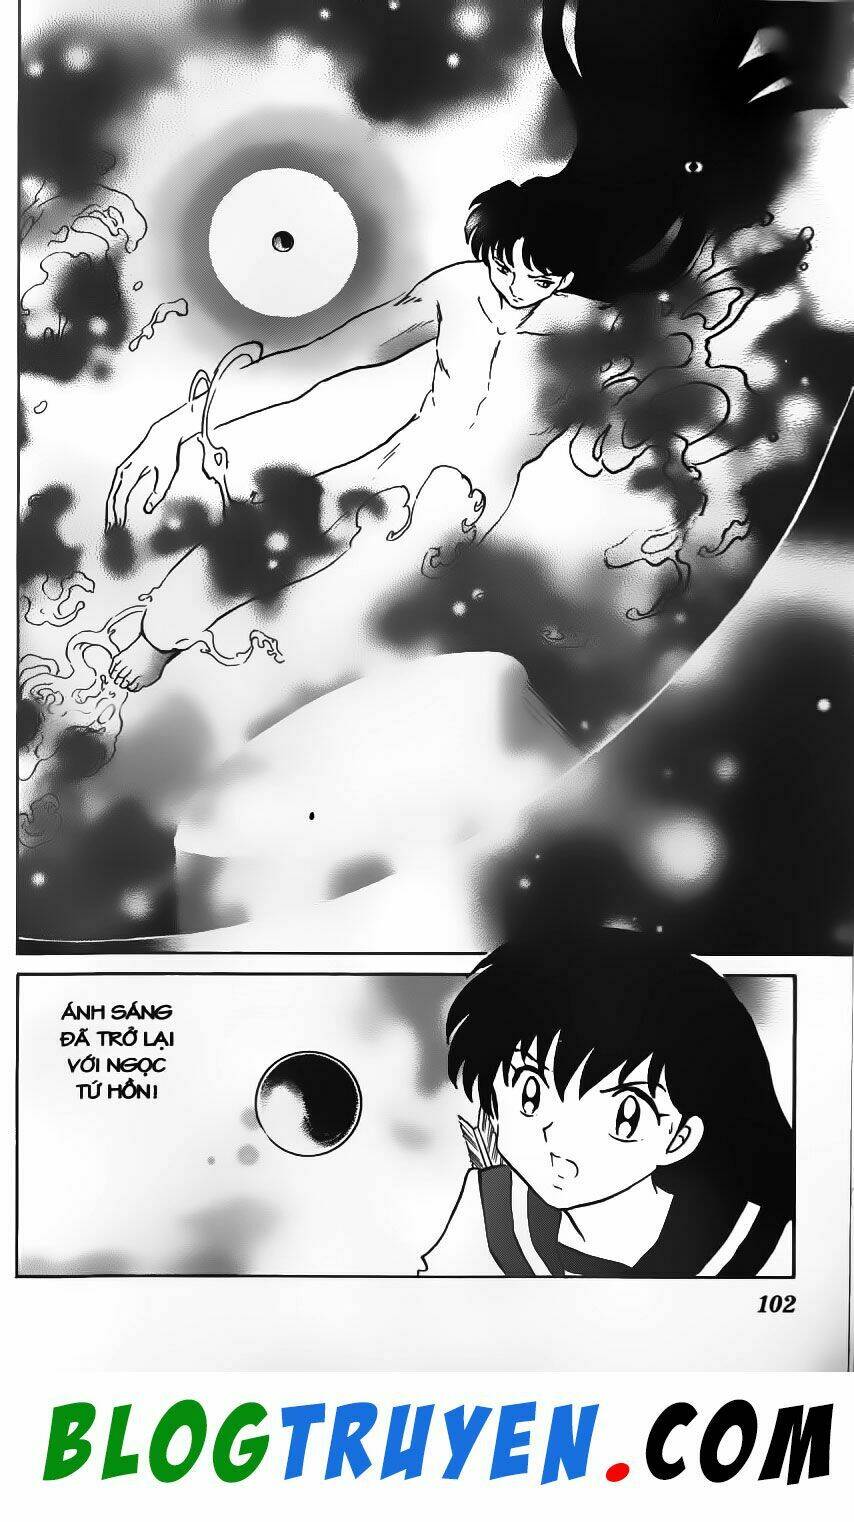 ÁNH SÁNG
ĐÃ TRỞ LẠI
VỚI NGỌC
TỨ HỒN!
102
BLOGTRUYEN.COM